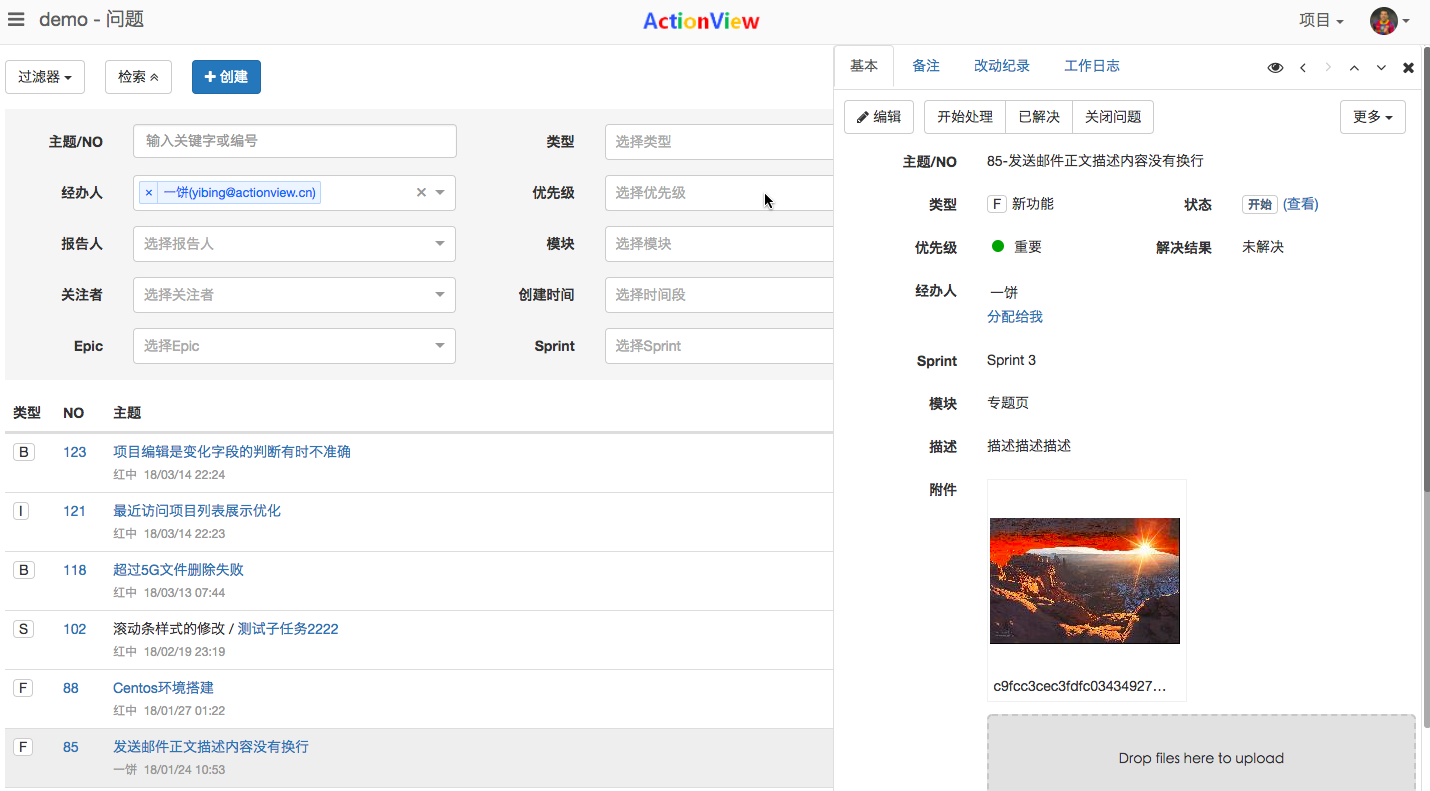 demo - 问题
ActionView
项目
过滤器
检索
创建
主题/NO
输入关键字或编号
类型
选择类型
经办人
× 一饼(yibing@actionview.cn)
优先级
选择优先级
报告人
选择报告人
模块
选择模块
关注者
选择关注者
创建时间
选择时间段
Epic
选择Epic
Sprint
选择Sprint
类型 NO 主题
B 123 项目编辑是变化字段的判断有时不准确
红中 18/03/14 22:24
I 121 最近访问项目列表展示优化
红中 18/03/14 22:23
B 118 超过5G文件删除失败
红中 18/03/13 07:44
S 102 滚动条样式的修改 / 测试子任务2222
红中 18/02/19 23:19
F 88 Centos环境搭建
红中 18/01/27 01:22
F 85 发送邮件正文描述内容没有换行
一饼 18/01/24 10:53
基本 备注 改动纪录 工作日志
编辑 开始处理 已解决 关闭问题 更多
主题/NO 85-发送邮件正文描述内容没有换行
类型 F 新功能 状态 开始 (查看)
优先级 重要 解决结果 未解决
经办人 一饼
分配给我
Sprint Sprint 3
模块 专题页
描述 描述描述描述
附件
c9fcc3cec3fdfc03434927...
Drop files here to upload